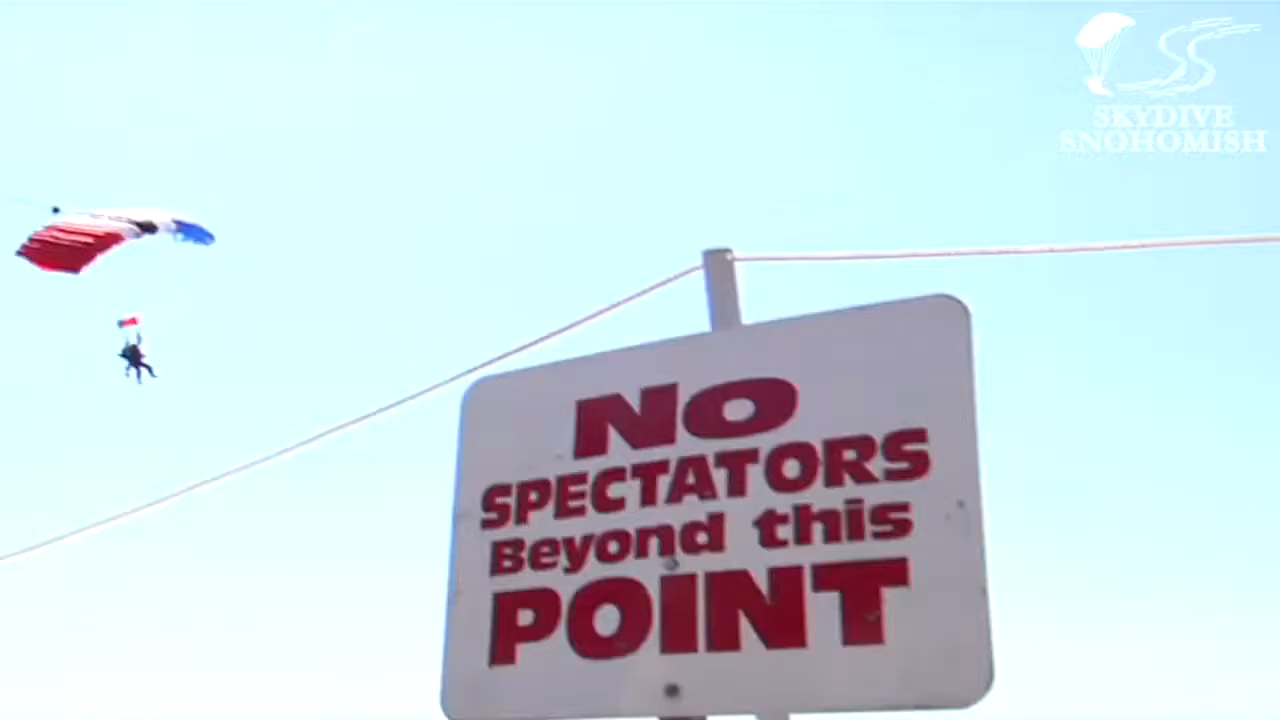 SKYDIVE
SNOHOMISH
NO
SPECTATORS
Beyond this
POINT